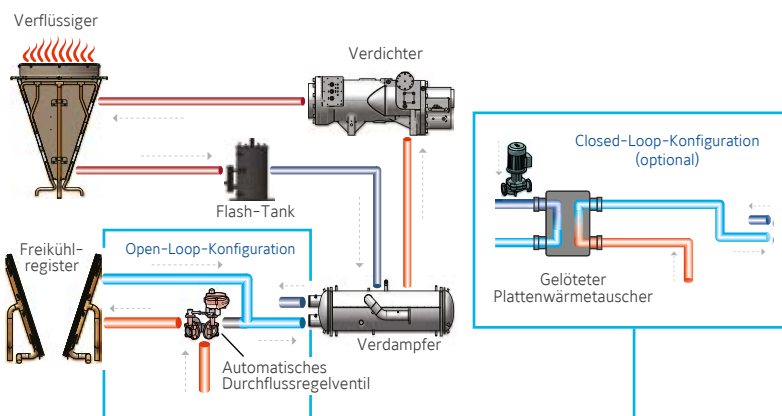 Verflüssiger
Verdichter
Closed-Loop-Konfiguration
(optional)
Flash-Tank
Freikühl-
register
Open-Loop-Konfiguration
Gelöteter
Plattenwärmetauscher
Verdampfer
Automatisches
Durchflussregelventil